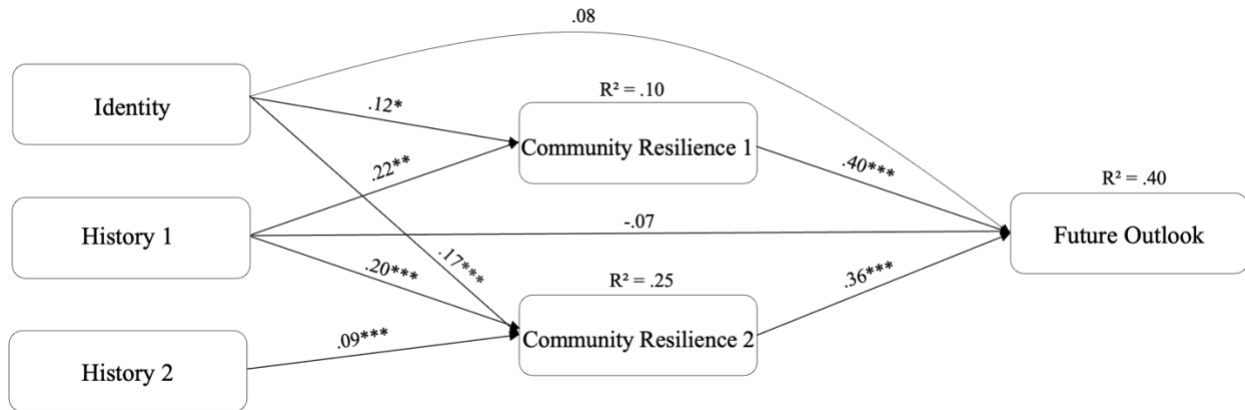 .08
Identity
R² = .10
.12*
Community Resilience 1
.22**
.40***
R² = .40
History 1
-.07
Future Outlook
.20***
.17***
R² = .25
.36***
Community Resilience 2
.09***
History 2